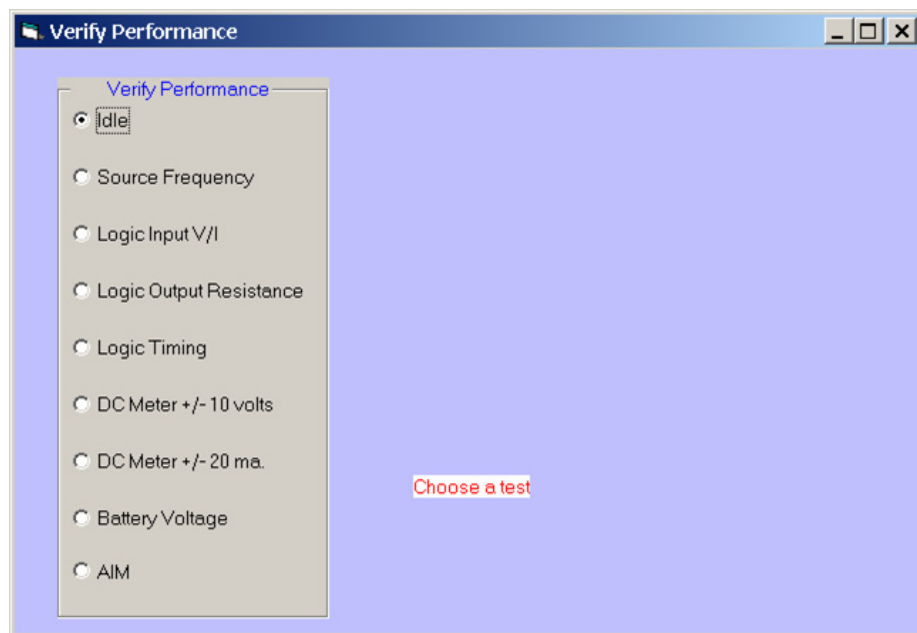 Verify Performance
Verify Performance
Idle
Source Frequency
Logic Input V/I
Logic Output Resistance
Logic Timing
DC Meter +/- 10 volts
DC Meter +/- 20 ma.
Choose a test
Battery Voltage
AIM